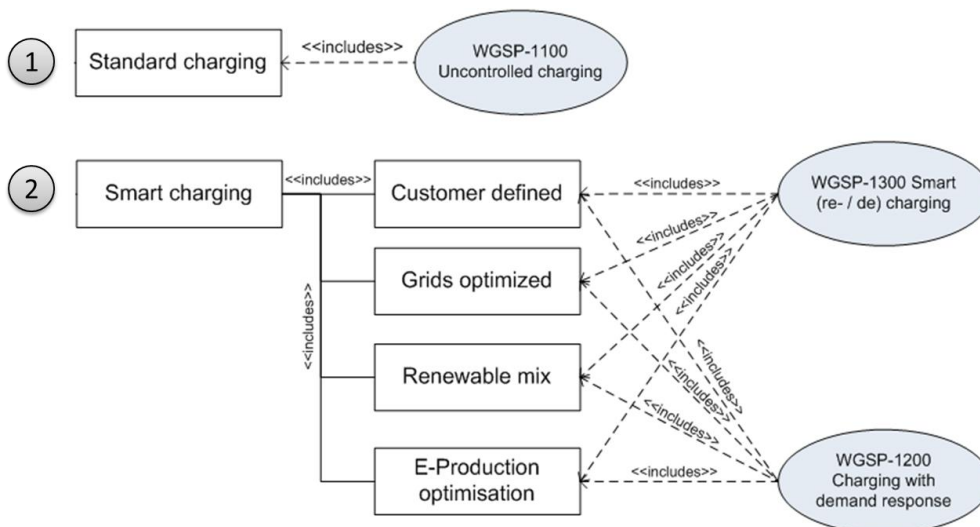 1
Standard charging
<<includes>>
WGSP-1100
Uncontrolled charging
2
Smart charging
<<includes>>
<<includes>>
Customer defined
Grids optimized
Renewable mix
E-Production
optimisation
<<includes>>
<<includes>>
<<includes>>
<<includes>>
WGSP-1300 Smart
(re- / de) charging
<<includes>>
<<includes>>
<<includes>>
<<includes>>
WGSP-1200
Charging with
demand response